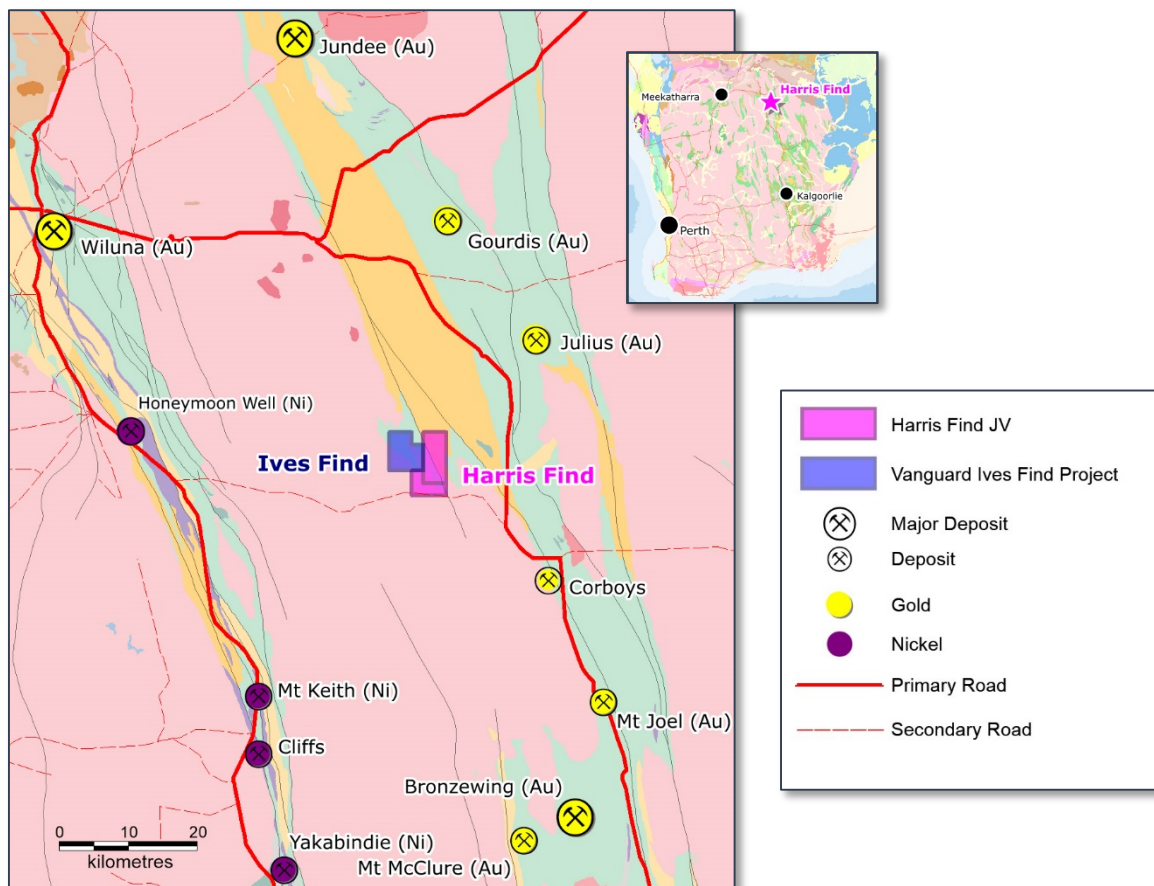 Jundee (Au)
Wiluna (Au)
Gourdis (Au)
Julius (Au)
Honeymoon Well (Ni)
Ives Find
Harris Find
Corboys
Mt Keith (Ni)
Mt Joel (Au)
Cliffs
Bronzewing (Au)
Yakabindie (Ni)
Mt McClure (Au)
0 10 20
kilometres
Harris Find
Meekatharra
Kalgoorlie
Perth
Harris Find JV
Vanguard Ives Find Project
Major Deposit
Deposit
Gold
Nickel
Primary Road
Secondary Road